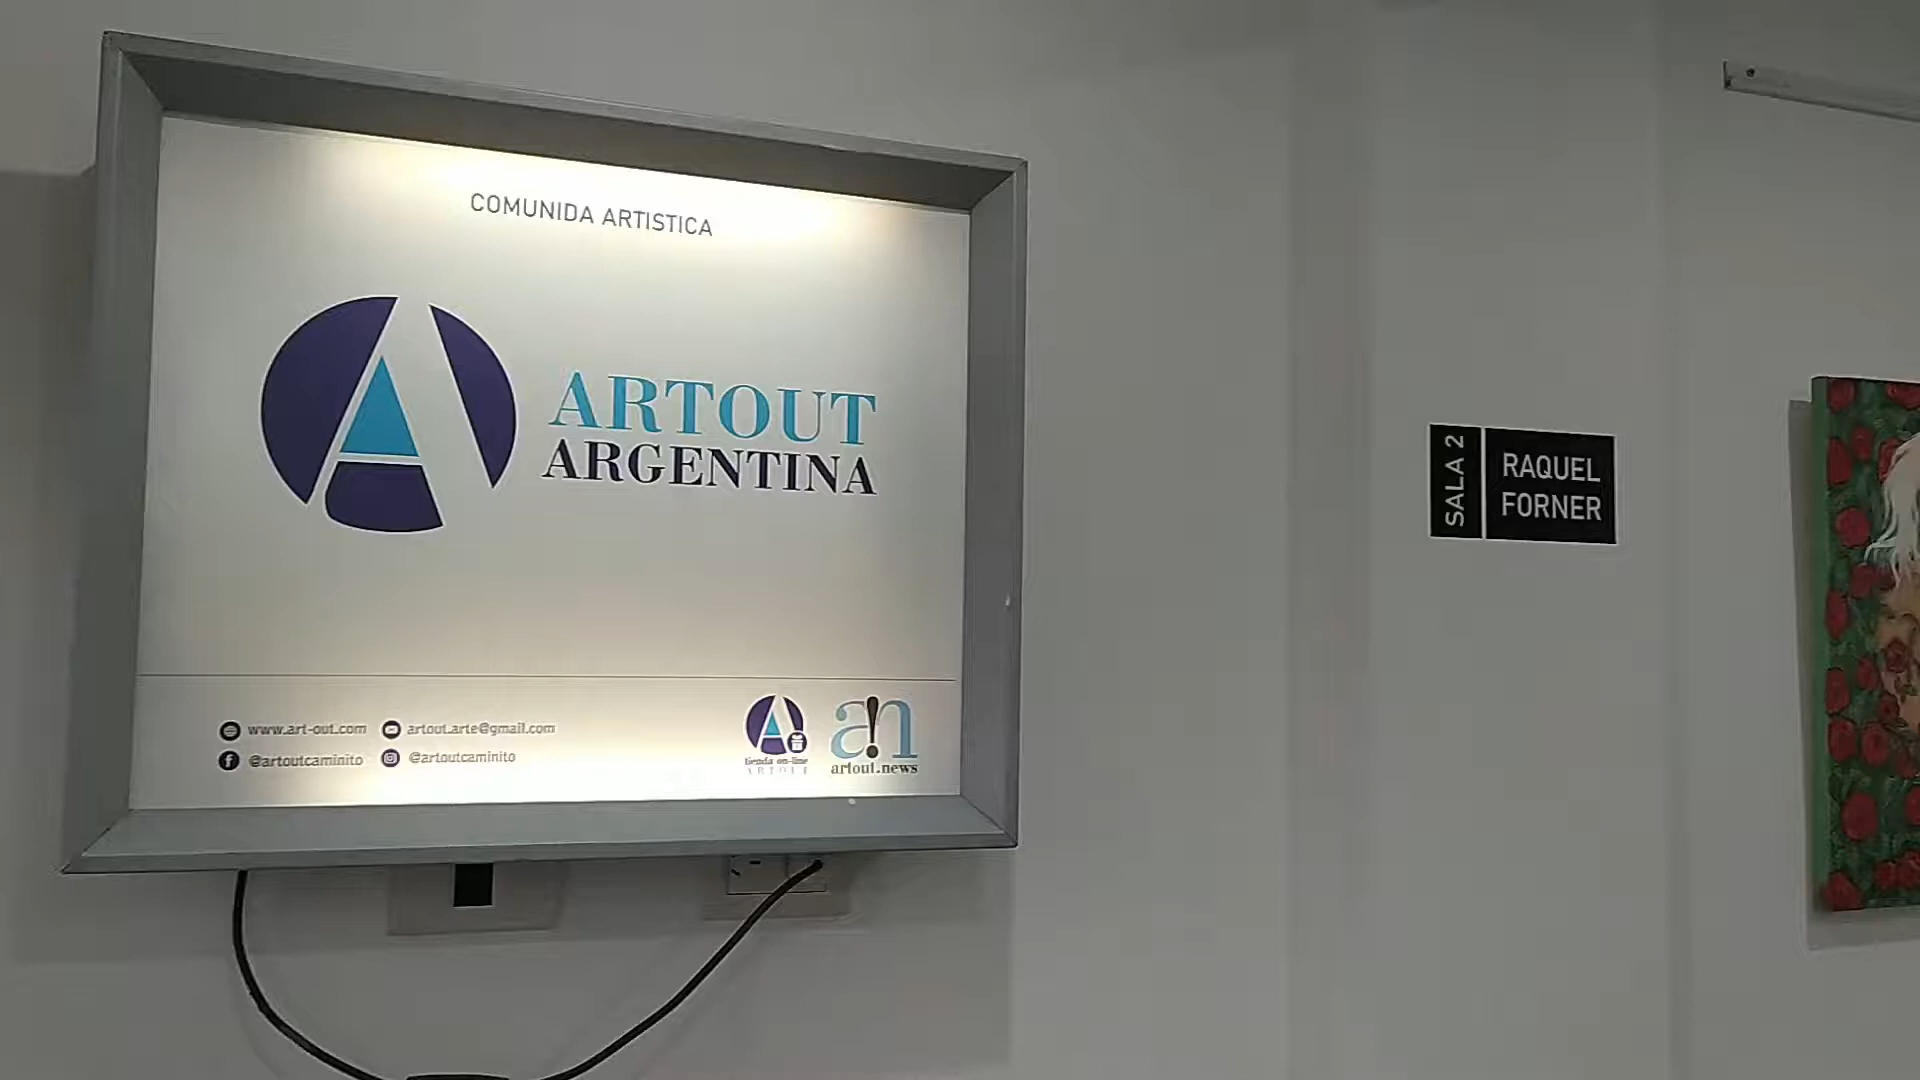 COMUNIDA ARTISTICA
ARTOUT
ARGENTINA
www.art-out.com
artout.arte@gmail.com
@artoutcaminito
@artoutcaminito
tienda on-line
ARTOUT
a!n
artout.news
SALA 2
RAQUEL
FORNER